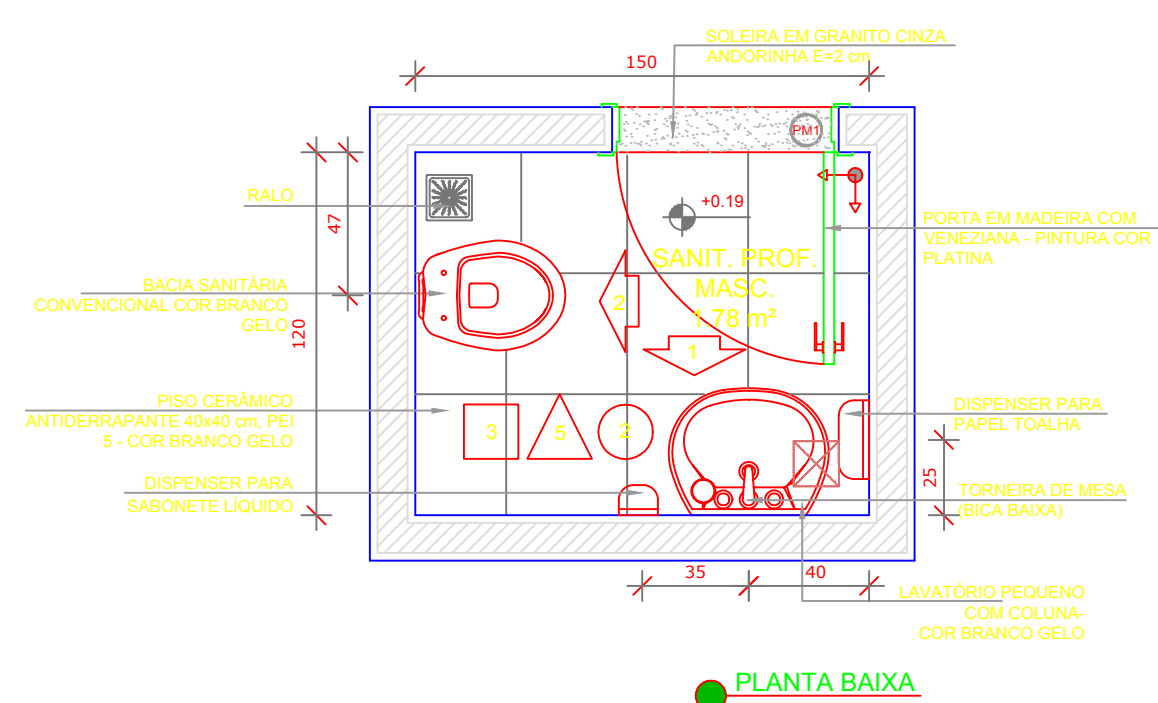 SOLEIRA EM GRANITO CINZA
ANDORINHA E=2 cm
150
PM1
RALO
47
+0.19
PORTA EM MADEIRA COM
VENEZIANA - PINTURA COR
PLATINA
SANIT. PROF.
MASC.
1.78 m²
BACIA SANITÁRIA
CONVENCIONAL COR BRANCO
GELO
120
2
1
PISO CERÂMICO
ANTIDERRAPANTE 40x40 cm. PEI
5 - COR BRANCO GELO
3
5
2
DISPENSER PARA
PAPEL TOALHA
25
DISPENSER PARA
SABONETE LÍQUIDO
TORNEIRA DE MESA
(BICA BAIXA)
35
40
LAVATÓRIO PEQUENO
COM COLUNA-
COR BRANCO GELO
PLANTA BAIXA